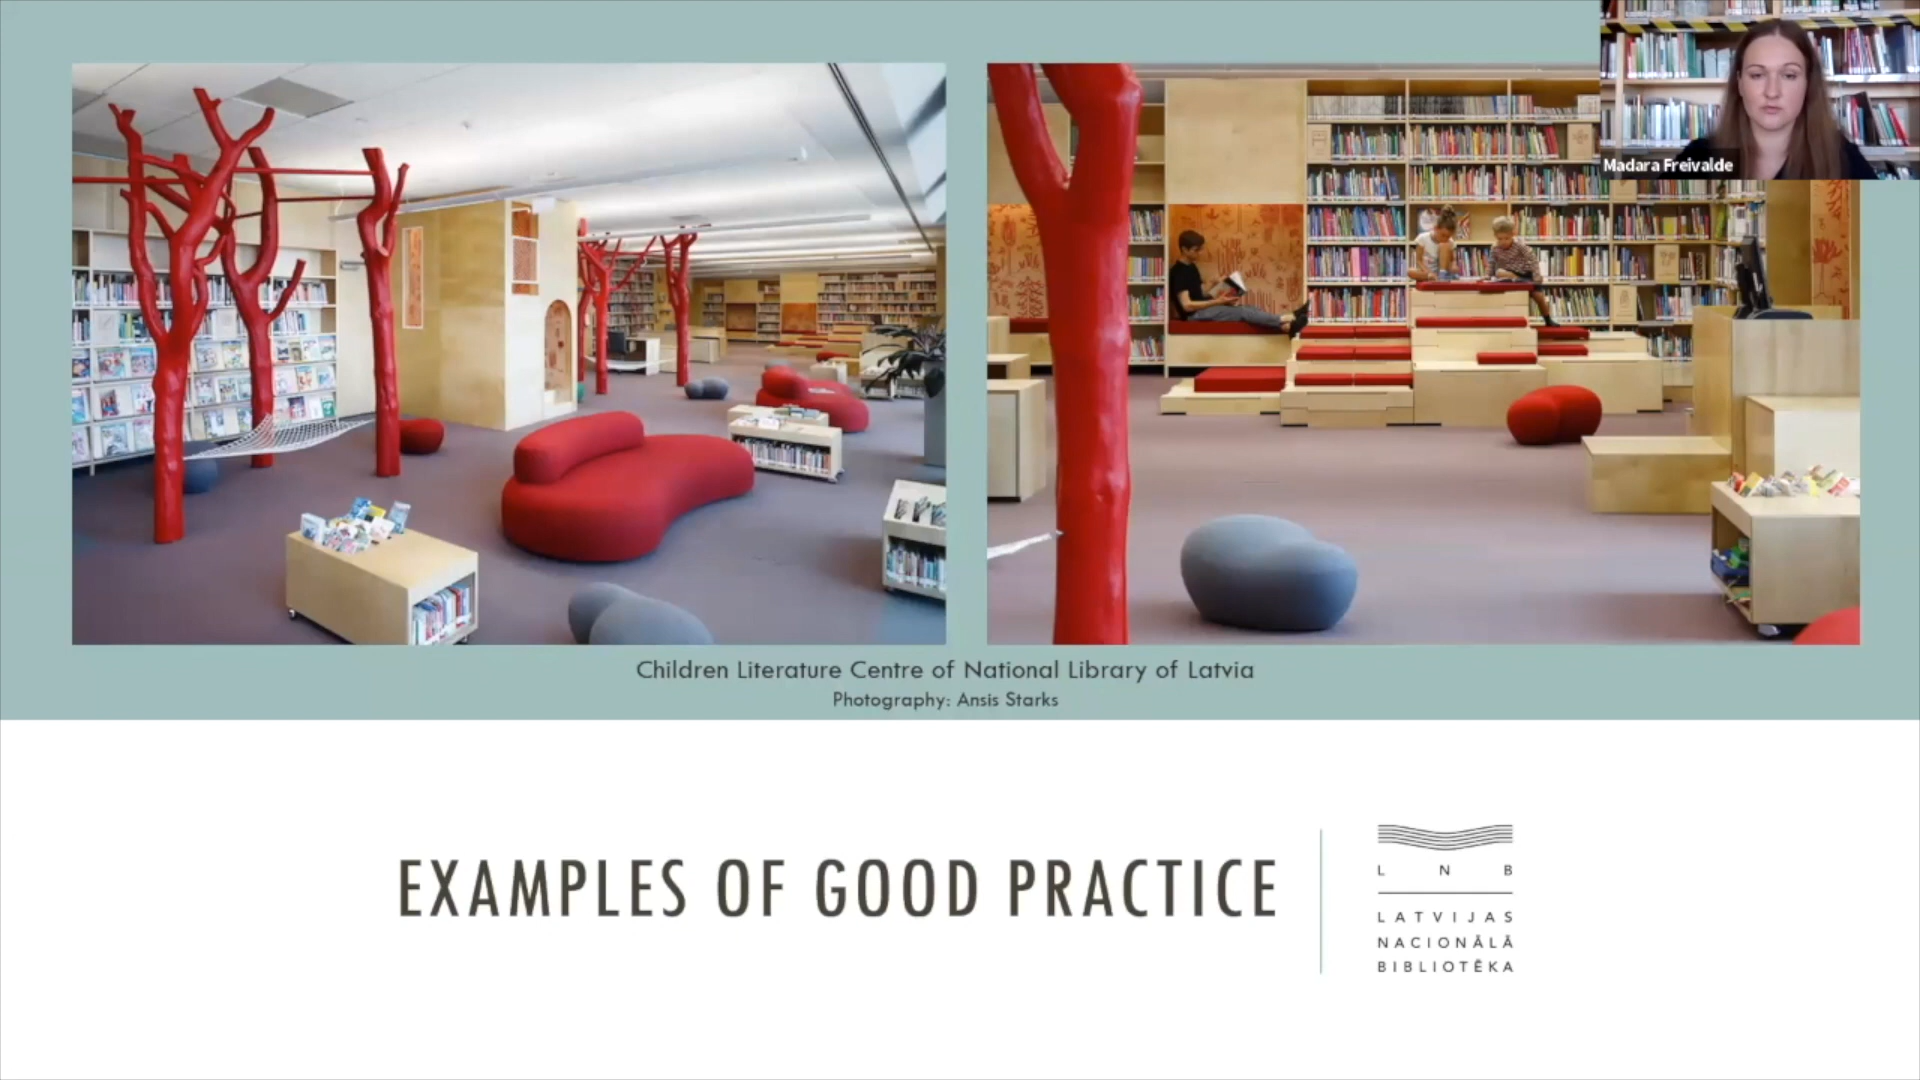 Madara Freivalde
Children Literature Centre of National Library of Latvia
Photography: Ansis Starks
EXAMPLES OF GOOD PRACTICE
L N B
LATVIJAS
NACIONĀLĀ
BIBLIOTĒKA